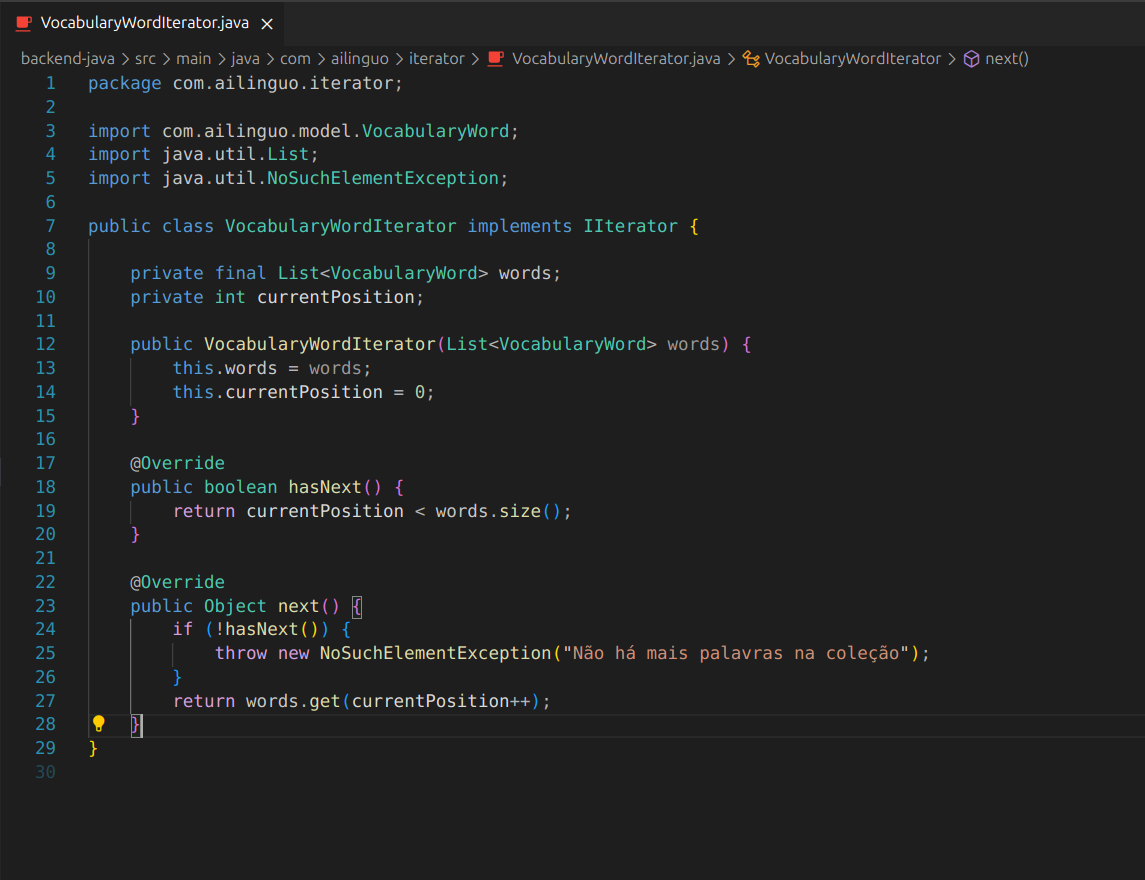 VocabularyWordIterator.java
backend-java > src > main > java > com > ailinguo > iterator > VocabularyWordIterator.java > VocabularyWordIterator > next()
1 package com.ailinguo.iterator;
2
3 import com.ailinguo.model.VocabularyWord;
4 import java.util.List;
5 import java.util.NoSuchElementException;
6
7 public class VocabularyWordIterator implements IIterator {
8
9     private final List<VocabularyWord> words;
10     private int currentPosition;
11
12     public VocabularyWordIterator(List<VocabularyWord> words) {
13         this.words = words;
14         this.currentPosition = 0;
15     }
16
17     @Override
18     public boolean hasNext() {
19         return currentPosition < words.size();
20     }
21
22     @Override
23     public Object next() {
24         if (!hasNext()) {
25             throw new NoSuchElementException("Não há mais palavras na coleção");
26         }
27         return words.get(currentPosition++);
28     }
29 }
30